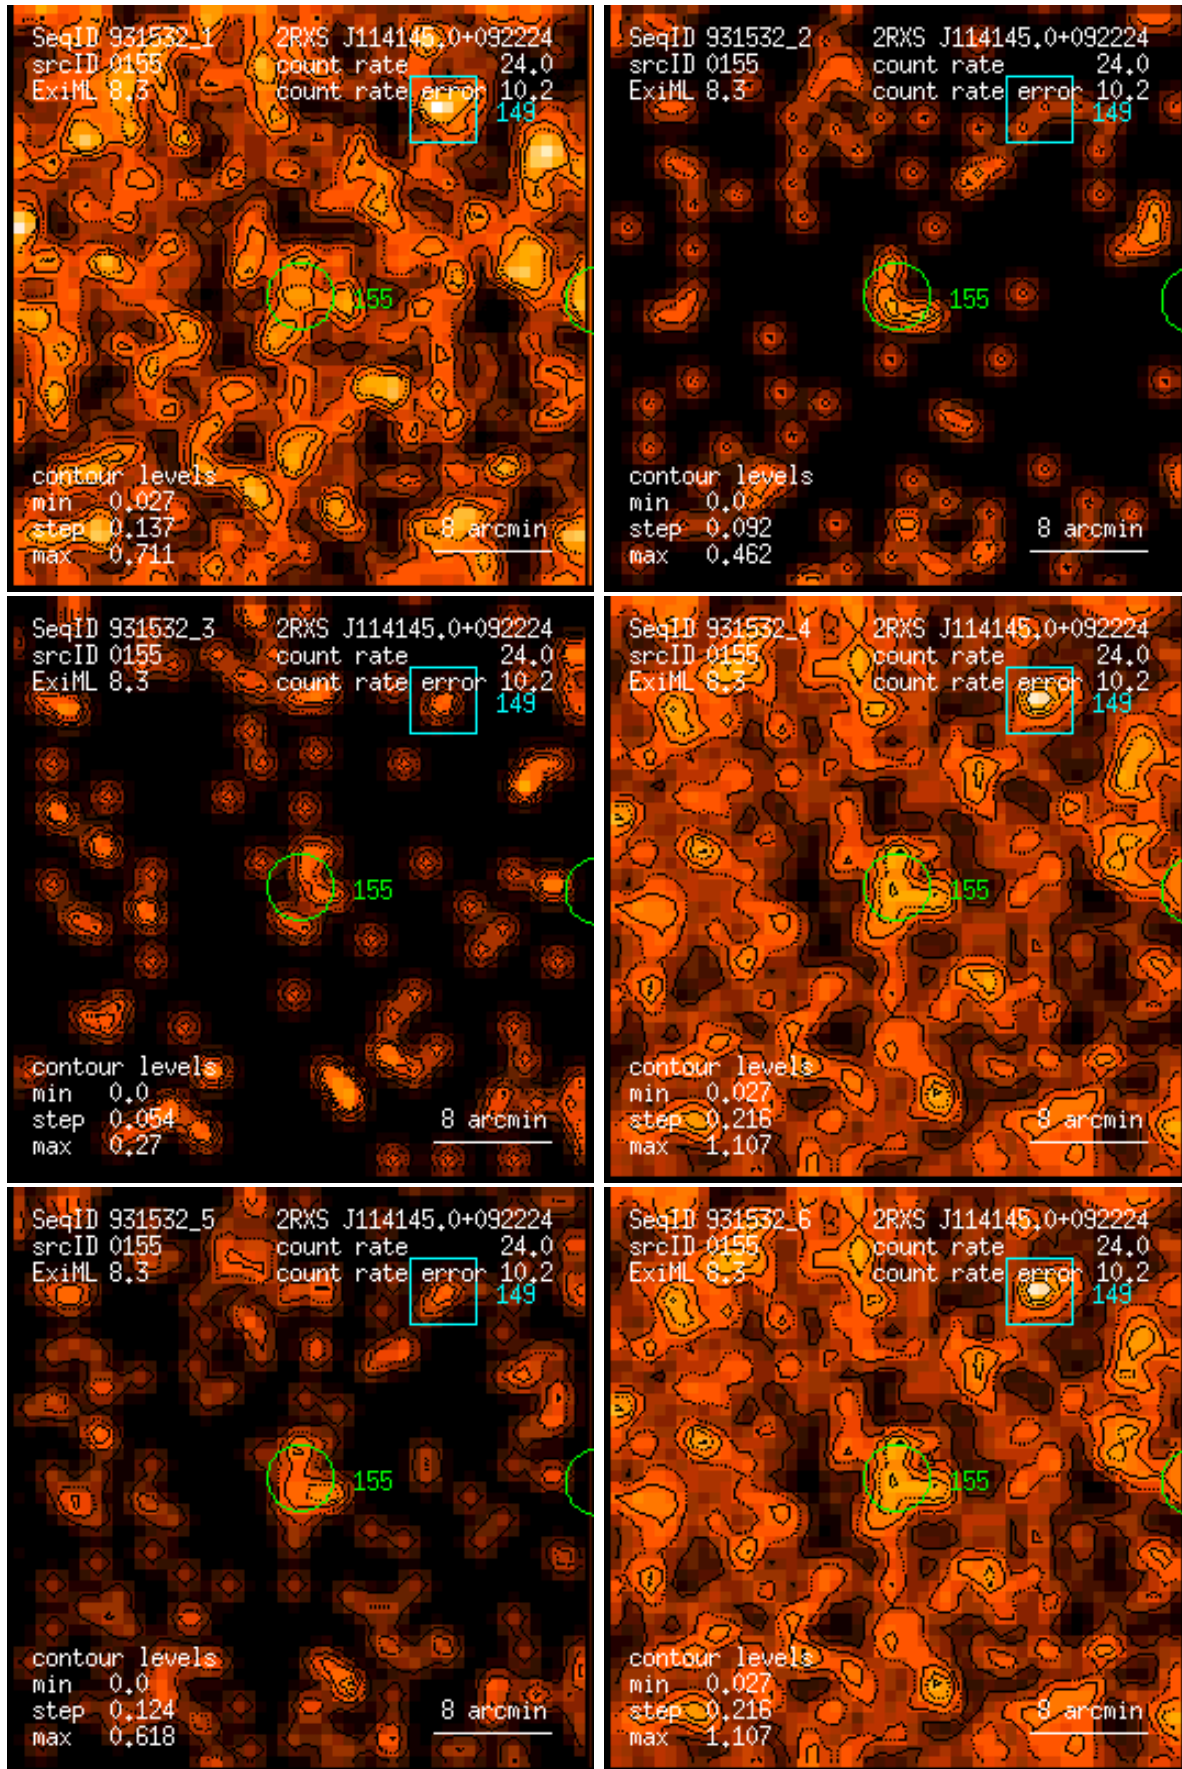 SeqID 931532_1 2RXS J114145.0+092224
srcID 0155 count rate 24.0
ExiML 8.3 count rate error 10.2
149
155
contour levels
min 0.027
step 0.137 8 arcmin
max 0.711
SeqID 931532_2 2RXS J114145.0+092224
srcID 0155 count rate 24.0
ExiML 8.3 count rate error 10.2
149
155
contour levels
min 0.0
step 0.092 8 arcmin
max 0.462
SeqID 931532_3 2RXS J114145.0+092224
srcID 0155 count rate 24.0
ExiML 8.3 count rate error 10.2
149
155
contour levels
min 0.0
step 0.054 8 arcmin
max 0.27
SeqID 931532_4 2RXS J114145.0+092224
srcID 0155 count rate 24.0
ExiML 8.3 count rate error 10.2
149
155
contour levels
min 0.027
step 0.216 8 arcmin
max 1.107
SeqID 931532_5 2RXS J114145.0+092224
srcID 0155 count rate 24.0
ExiML 8.3 count rate error 10.2
149
155
contour levels
min 0.0
step 0.124 8 arcmin
max 0.618
SeqID 931532_6 2RXS J114145.0+092224
srcID 0155 count rate 24.0
ExiML 8.3 count rate error 10.2
149
155
contour levels
min 0.027
step 0.216 8 arcmin
max 1.107